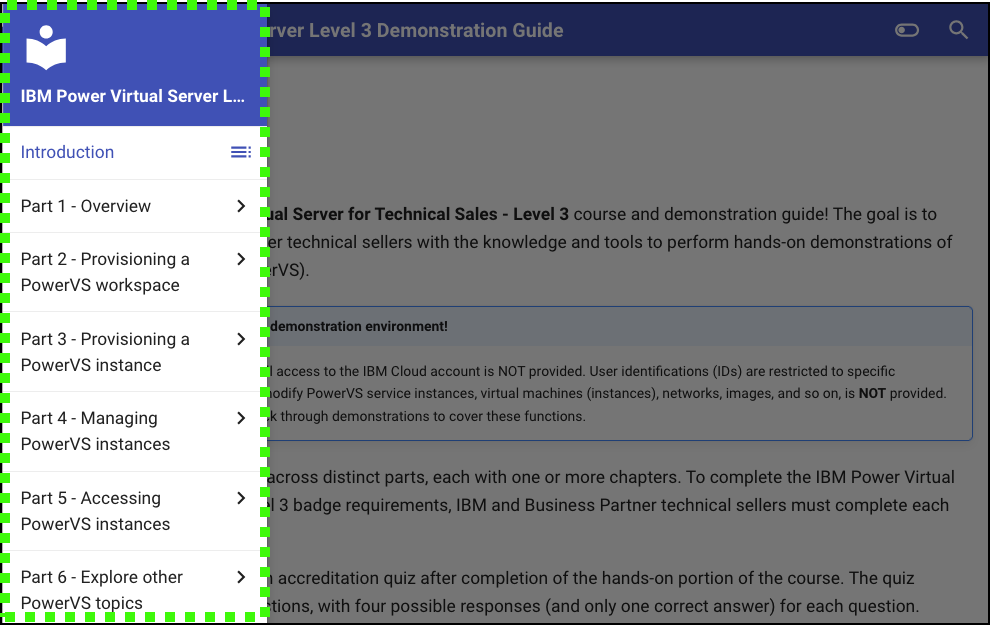 rver Level 3 Demonstration Guide
IBM Power Virtual Server L...
Introduction
Part 1 - Overview
Part 2 - Provisioning a
PowerVS workspace
Part 3 - Provisioning a
PowerVS instance
Part 4 - Managing
PowerVS instances
Part 5 - Accessing
PowerVS instances
Part 6 - Explore other
PowerVS topics
ual Server for Technical Sales - Level 3 course and demonstration guide! The goal is to
er technical sellers with the knowledge and tools to perform hands-on demonstrations of
erVS).
demonstration environment!
l access to the IBM Cloud account is NOT provided. User identifications (IDs) are restricted to specific
odify PowerVS service instances, virtual machines (instances), networks, images, and so on, is NOT provided.
k through demonstrations to cover these functions.
across distinct parts, each with one or more chapters. To complete the IBM Power Virtual
l 3 badge requirements, IBM and Business Partner technical sellers must complete each
accreditation quiz after completion of the hands-on portion of the course. The quiz
tions, with four possible responses (and only one correct answer) for each question.